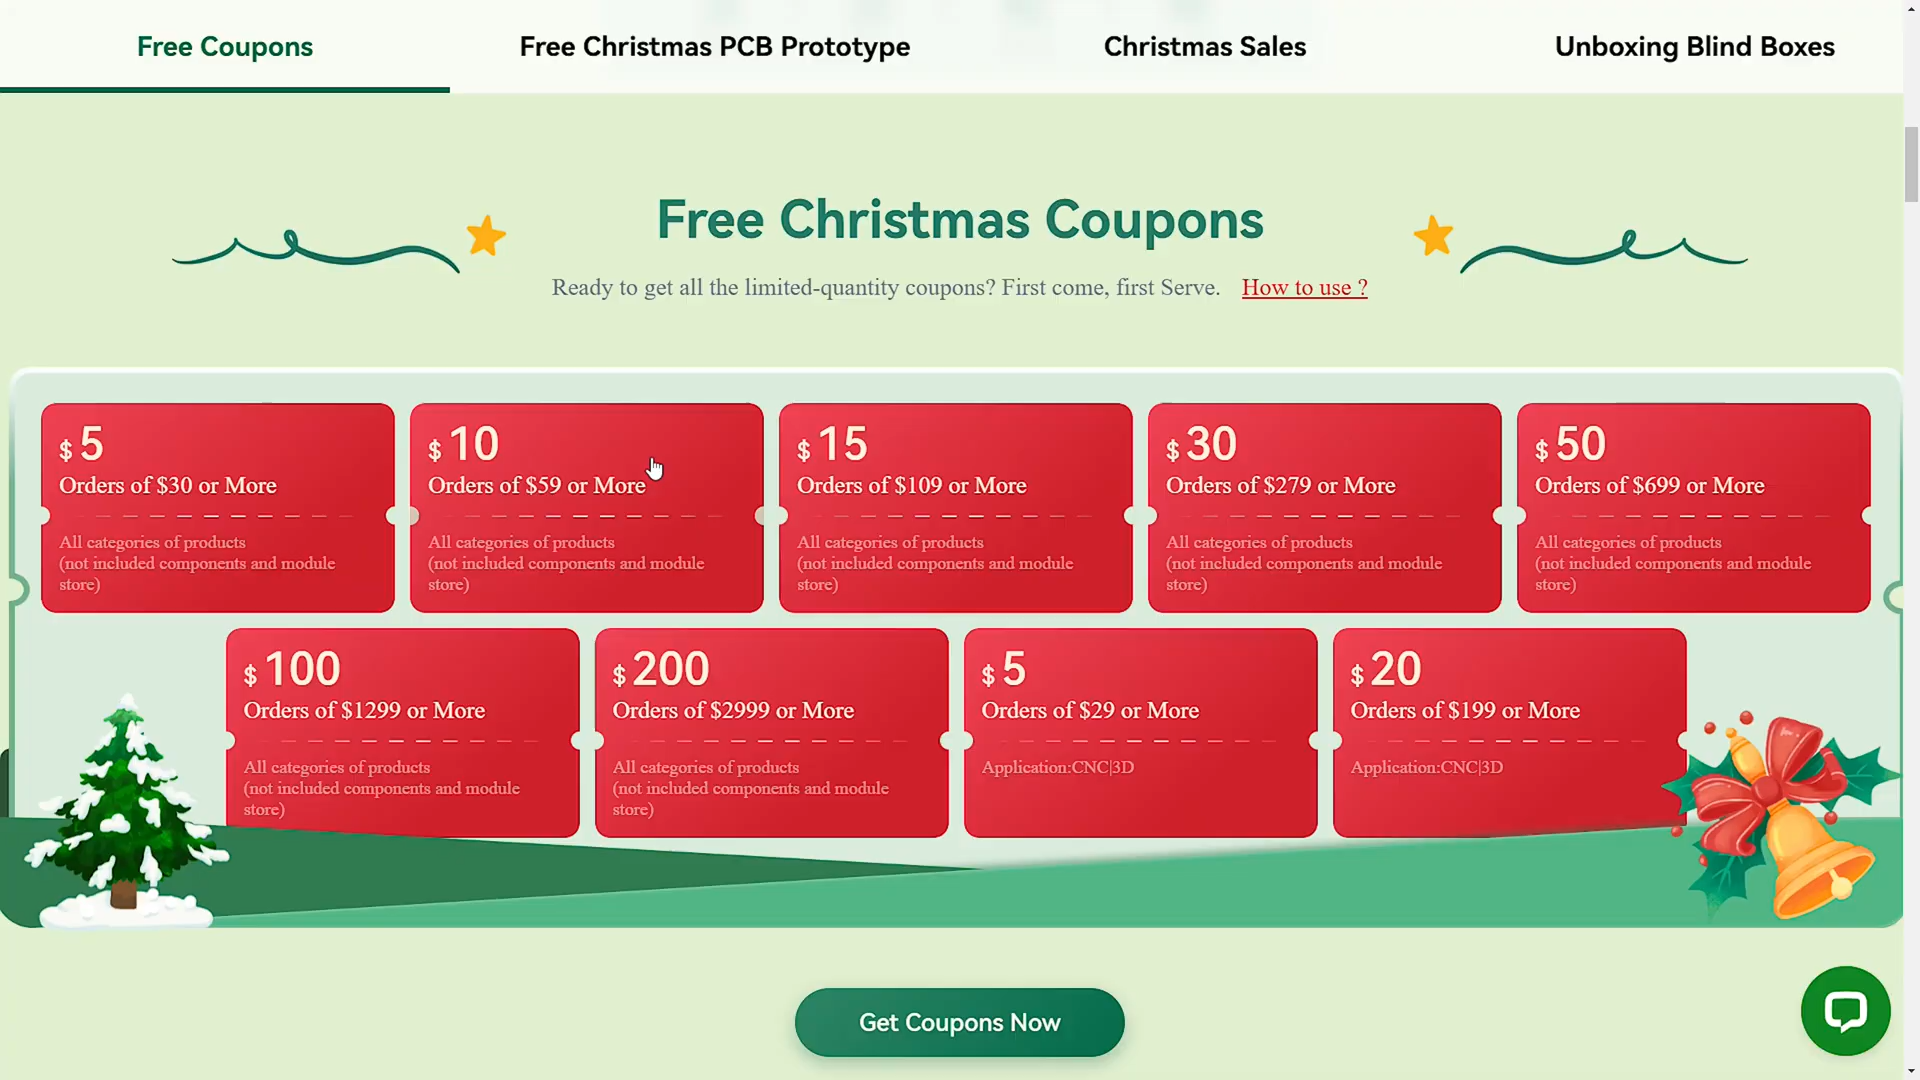 Free Coupons
Free Christmas PCB Prototype
Christmas Sales
Unboxing Blind Boxes
Free Christmas Coupons
Ready to get all the limited-quantity coupons? First come, first Serve. How to use ?
$ 5
Orders of $30 or More
All categories of products
(not included components and module
store)
$ 10
Orders of $59 or More
All categories of products
(not included components and module
store)
$ 15
Orders of $109 or More
All categories of products
(not included components and module
store)
$ 30
Orders of $279 or More
All categories of products
(not included components and module
store)
$ 50
Orders of $699 or More
All categories of products
(not included components and module
store)
$ 100
Orders of $1299 or More
All categories of products
(not included components and module
store)
$ 200
Orders of $2999 or More
All categories of products
(not included components and module
store)
$ 5
Orders of $29 or More
Application:CNC|3D
$ 20
Orders of $199 or More
Application:CNC|3D
Get Coupons Now